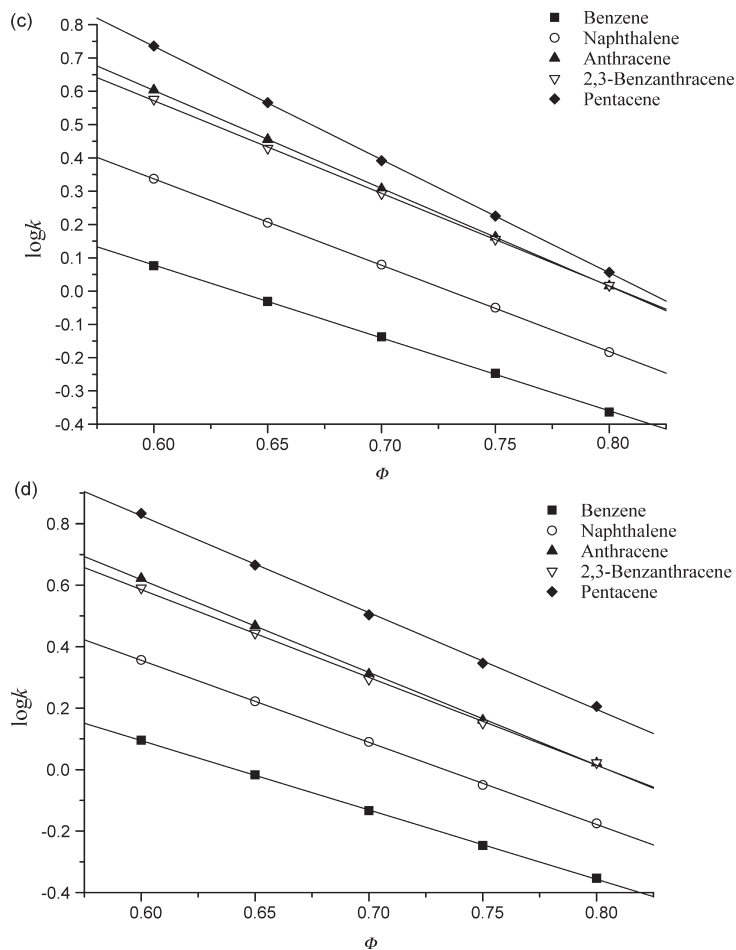 (c)
Benzene
Naphthalene
Anthracene
2,3-Benzanthracene
Pentacene
0.8
0.7
0.6
0.5
0.4
0.3
0.2
0.1
0.0
-0.1
-0.2
-0.3
-0.4
logk
0.60 0.65 0.70 0.75 0.80
Φ
(d)
Benzene
Naphthalene
Anthracene
2,3-Benzanthracene
Pentacene
0.8
0.6
0.4
0.2
0.0
-0.2
-0.4
logk
0.60 0.65 0.70 0.75 0.80
Φ